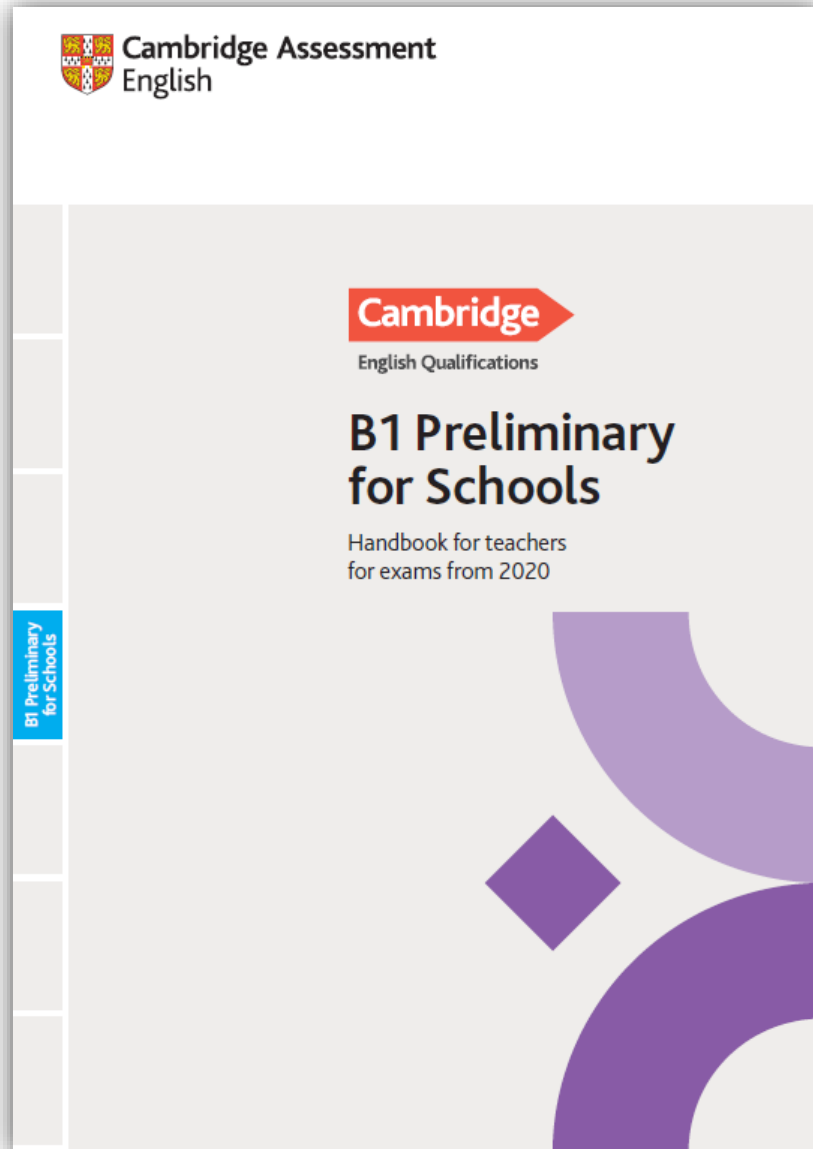 Cambridge Assessment
English
Cambridge
English Qualifications
B1 Preliminary
for Schools
Handbook for teachers
for exams from 2020
B1 Preliminary
for Schools